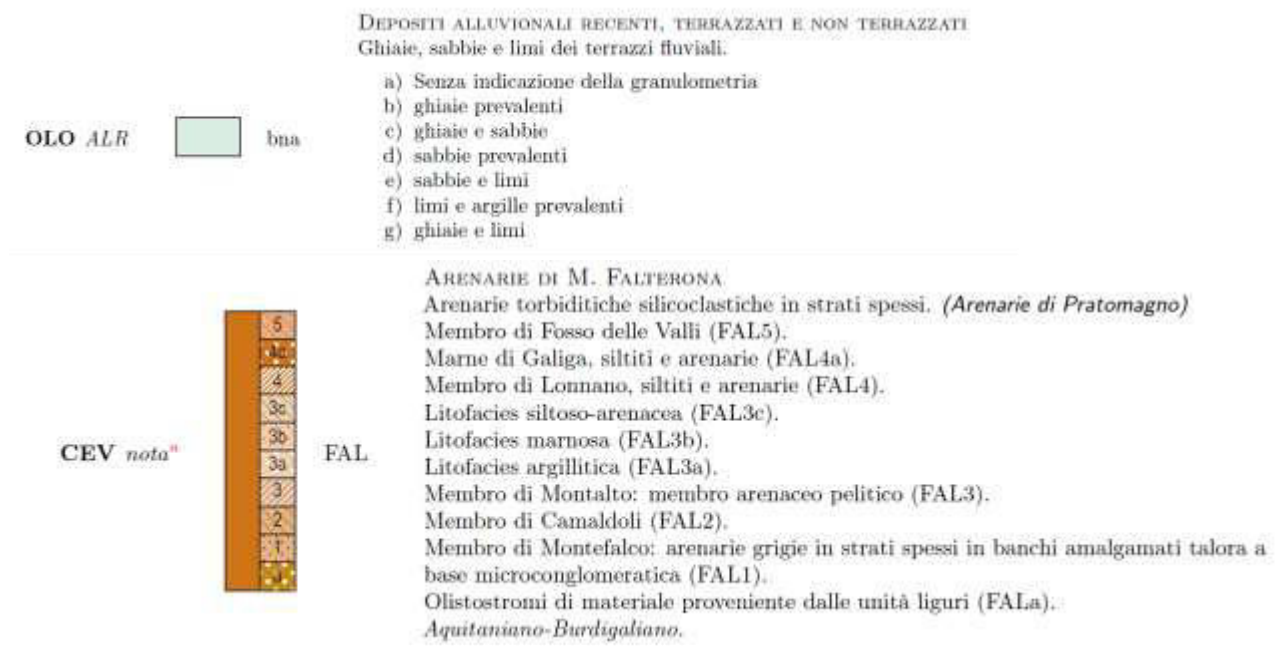 DEPOSITI ALLUVIONALI RECENTI, TERRAZZATI E NON TERRAZZATI
Ghiaie, sabbie e limi dei terrazzi fluviali.
a) Senza indicazione della granulometria
b) ghiaie prevalenti
c) ghiaie e sabbie
d) sabbie prevalenti
e) sabbie e limi
f) limi e argille prevalenti
g) ghiaie e limi
OLO ALR bna
ARENARIE DI M. FALTERONA
Arenarie torbiditiche silicoclastiche in strati spessi. (Arenarie di Pratomagno)
Membro di Fosso delle Valli (FAL5).
Marne di Galiga, siltiti e arenarie (FAL4a).
Membro di Lonnano, siltiti e arenarie (FAL4).
Litofacies siltoso-arenacea (FAL3c).
Litofacies marnosa (FAL3b).
Litofacies argillitica (FAL3a).
Membro di Montalto: membro arenaceo pelitico (FAL3).
Membro di Camaldoli (FAL2).
Membro di Montefalco: arenarie grigie in strati spessi in banchi amalgamati talora a
base microconglomeratica (FAL1).
Olistostromi di materiale proveniente dalle unità liguri (FALa).
Aquitaniano-Burdigaliano.
CEV nota FAL
5
4
3c
3b
3a
3
2
1